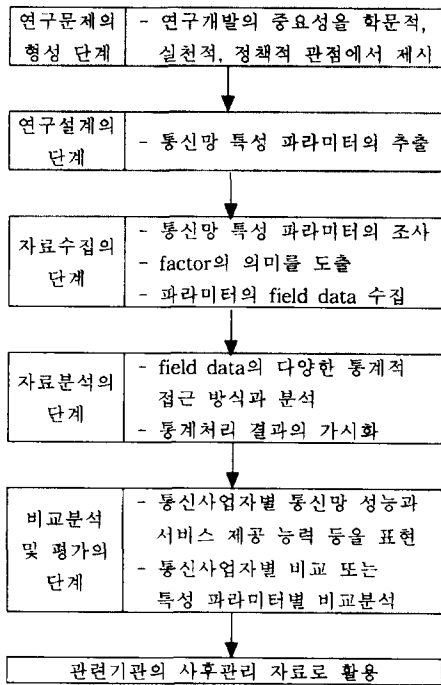 연구문제의
형성 단계
- 연구개발의 중요성을 학문적,
실천적, 정책적 관점에서 제시
연구설계의
단계
- 통신망 특성 파라미터의 추출
자료수집의
단계
- 통신망 특성 파라미터의 조사
- factor의 의미를 도출
- 파라미터의 field data 수집
자료분석의
단계
- field data의 다양한 통계적
접근 방식과 분석
- 통계처리 결과의 가시화
비교분석
및 평가의
단계
- 통신사업자별 통신망 성능과
서비스 제공 능력 등을 표현
- 통신사업자별 비교 또는
특성 파라미터별 비교분석
관련기관의 사후관리 자료로 활용